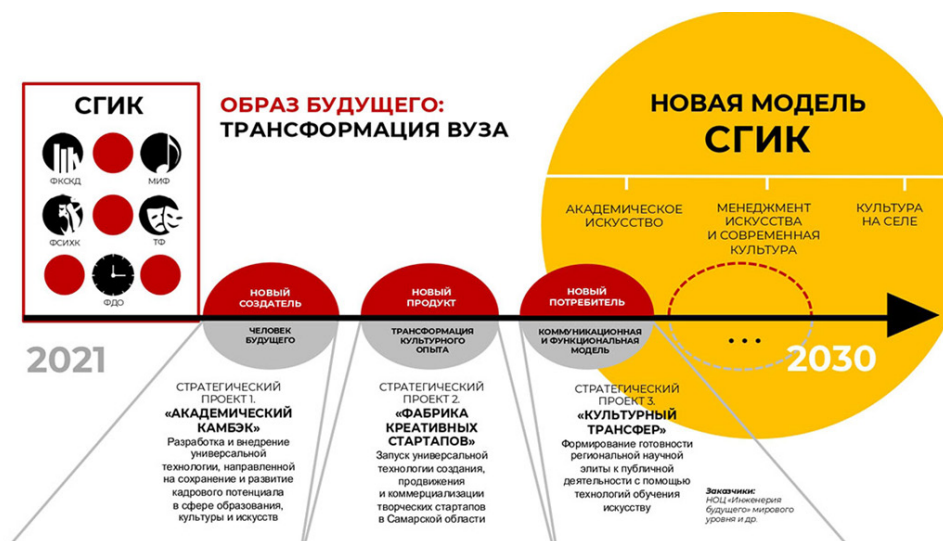 СГИК
ФКСКД
МИФ
ФСИХК
ТФ
ФДО
ОБРАЗ БУДУЩЕГО:
ТРАНСФОРМАЦИЯ ВУЗА
НОВАЯ МОДЕЛЬ
СГИК
АКАДЕМИЧЕСКОЕ
ИСКУССТВО
МЕНЕДЖМЕНТ
ИСКУССТВА
И СОВРЕМЕННАЯ
КУЛЬТУРА
КУЛЬТУРА
НА СЕЛЕ
НОВЫЙ
СОЗДАТЕЛЬ
ЧЕЛОВЕК
БУДУЩЕГО
НОВЫЙ
ПРОДУКТ
ТРАНСФОРМАЦИЯ
КУЛЬТУРНОГО
ОПЫТА
НОВЫЙ
ПОТРЕБИТЕЛЬ
КОММУНИКАЦИОННАЯ
И ФУНКЦИОНАЛЬНАЯ
МОДЕЛЬ
...
2021
2030
СТРАТЕГИЧЕСКИЙ
ПРОЕКТ 1.
«АКАДЕМИЧЕСКИЙ
КАМБЭК»
Разработка и внедрение
универсальной
технологии, направленной
на сохранение и развитие
кадрового потенциала
в сфере образования,
культуры и искусств
СТРАТЕГИЧЕСКИЙ
ПРОЕКТ 2.
«ФАБРИКА
КРЕАТИВНЫХ
СТАРТАПОВ»
Запуск универсальной
технологии создания,
продвижения
и коммерциализации
творческих стартапов
в Самарской области
СТРАТЕГИЧЕСКИЙ
ПРОЕКТ 3.
«КУЛЬТУРНЫЙ
ТРАНСФЕР»
Формирование готовности
региональной научной
элиты к публичной
деятельности с помощью
технологий обучения
искусству
Заказчики:
НОЦ «Инженерия
будущего» мирового
уровня и др.